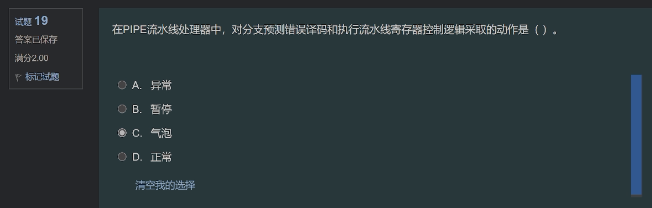 试题 19
答案已保存
满分2.00
标记试题
在PIPE流水线处理器中，对分支预测错误译码和执行流水线寄存器控制逻辑采取的动作是（ ）。
A. 异常
B. 暂停
C. 气泡
D. 正常
清空我的选择